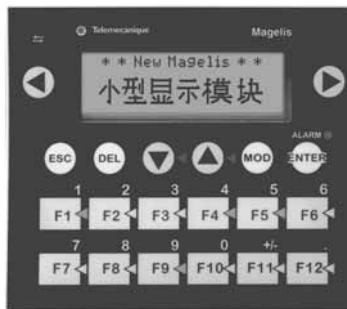 Telemecanique Magelis
* * New Magelis * *
小型显示模块
ALARM
ESC DEL MOD ENTER
1 2 3 4 5 6
F1 F2 F3 F4 F5 F6
7 8 9 0 +/- .
F7 F8 F9 F10 F11 F12